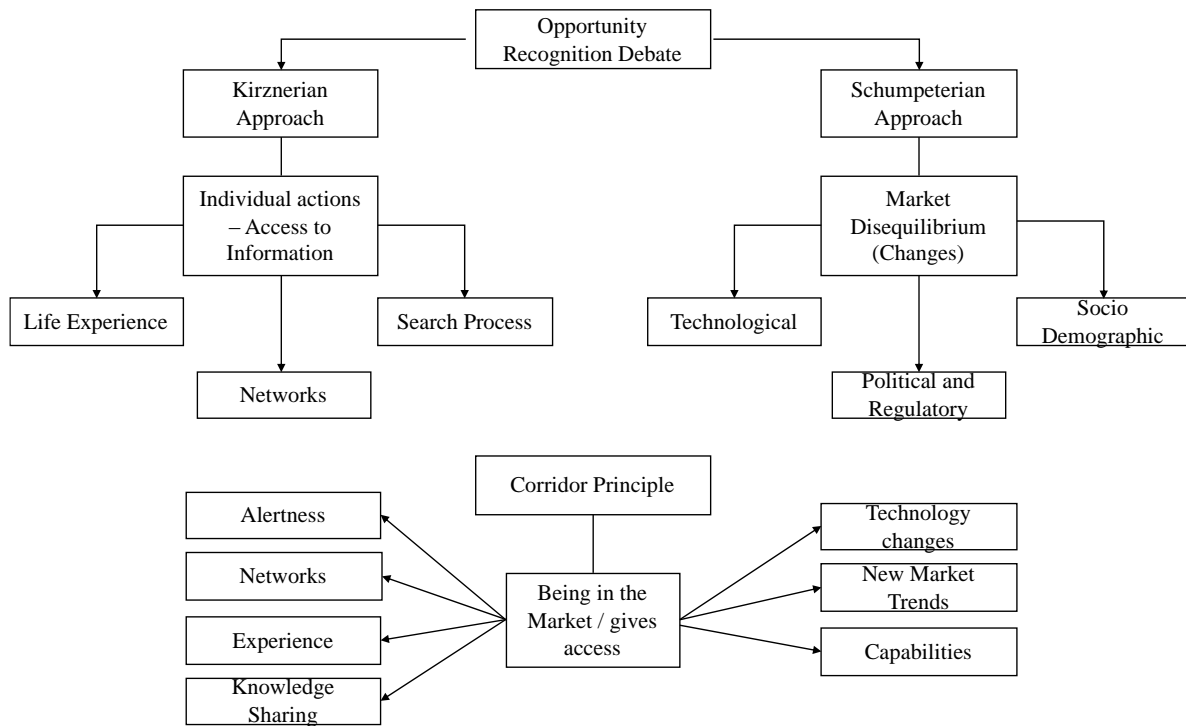 Opportunity
Recognition Debate
Kirznerian
Approach
Schumpeterian
Approach
Individual actions
– Access to
Information
Market
Disequilibrium
(Changes)
Life Experience
Search Process
Technological
Socio
Demographic
Networks
Political and
Regulatory
Corridor Principle
Alertness
Networks
Experience
Knowledge
Sharing
Being in the
Market / gives
access
Technology
changes
New Market
Trends
Capabilities